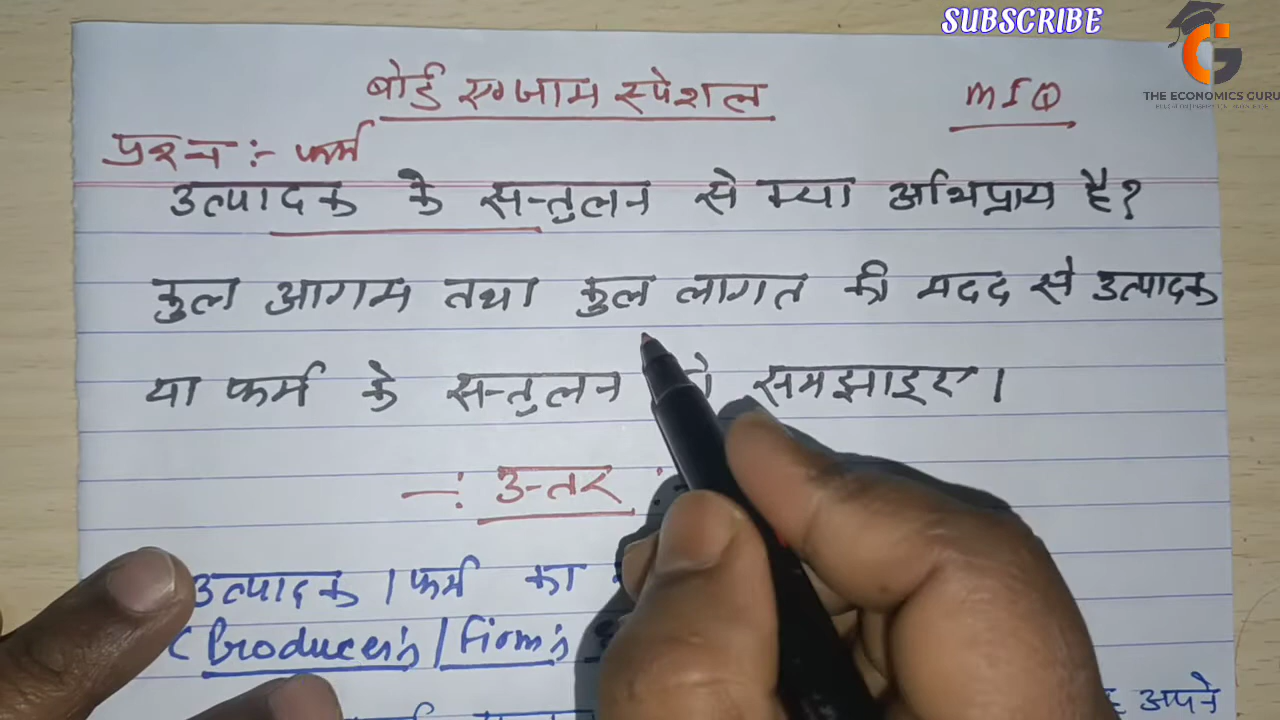 SUBSCRIBE
THE ECONOMICS GURU
बोर्ड एग्जाम स्पेशल MIQ
प्रश्न :- फर्म
उत्पादक के सन्तुलन से क्या अभिप्राय है?
कुल आगम तथा कुल लागत की मदद से उत्पादक
या फर्म के सन्तुलन को समझाइए।
—: उत्तर :
उत्पादक / फर्म का
(Producer's / Firm's
अपने